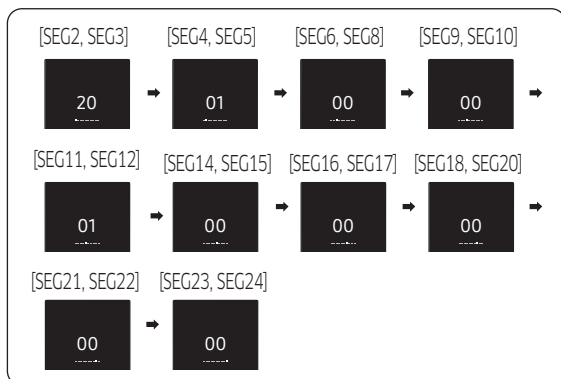 [SEG2, SEG3] [SEG4, SEG5] [SEG6, SEG8] [SEG9, SEG10]
20 01 00 00
[SEG11, SEG12] [SEG14, SEG15] [SEG16, SEG17] [SEG18, SEG20]
01 00 00 00
[SEG21, SEG22] [SEG23, SEG24]
00 00